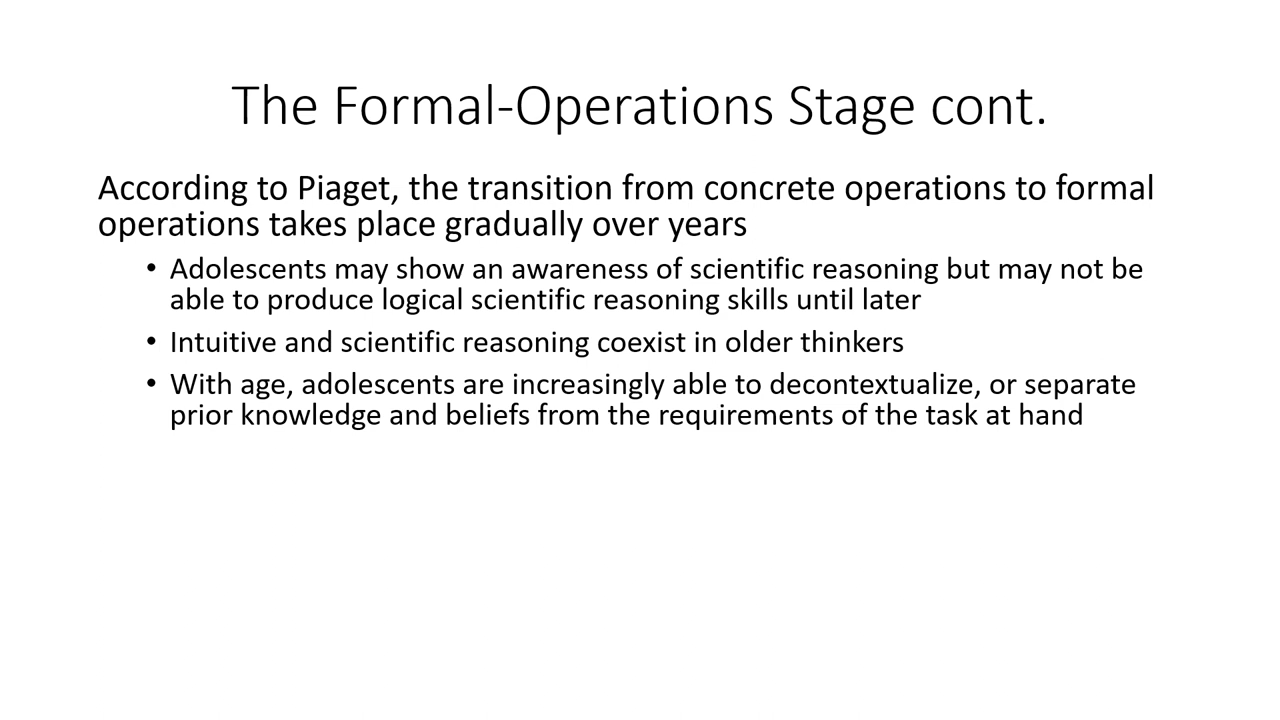 The Formal-Operations Stage cont.
According to Piaget, the transition from concrete operations to formal
operations takes place gradually over years
• Adolescents may show an awareness of scientific reasoning but may not be
able to produce logical scientific reasoning skills until later
• Intuitive and scientific reasoning coexist in older thinkers
• With age, adolescents are increasingly able to decontextualize, or separate
prior knowledge and beliefs from the requirements of the task at hand